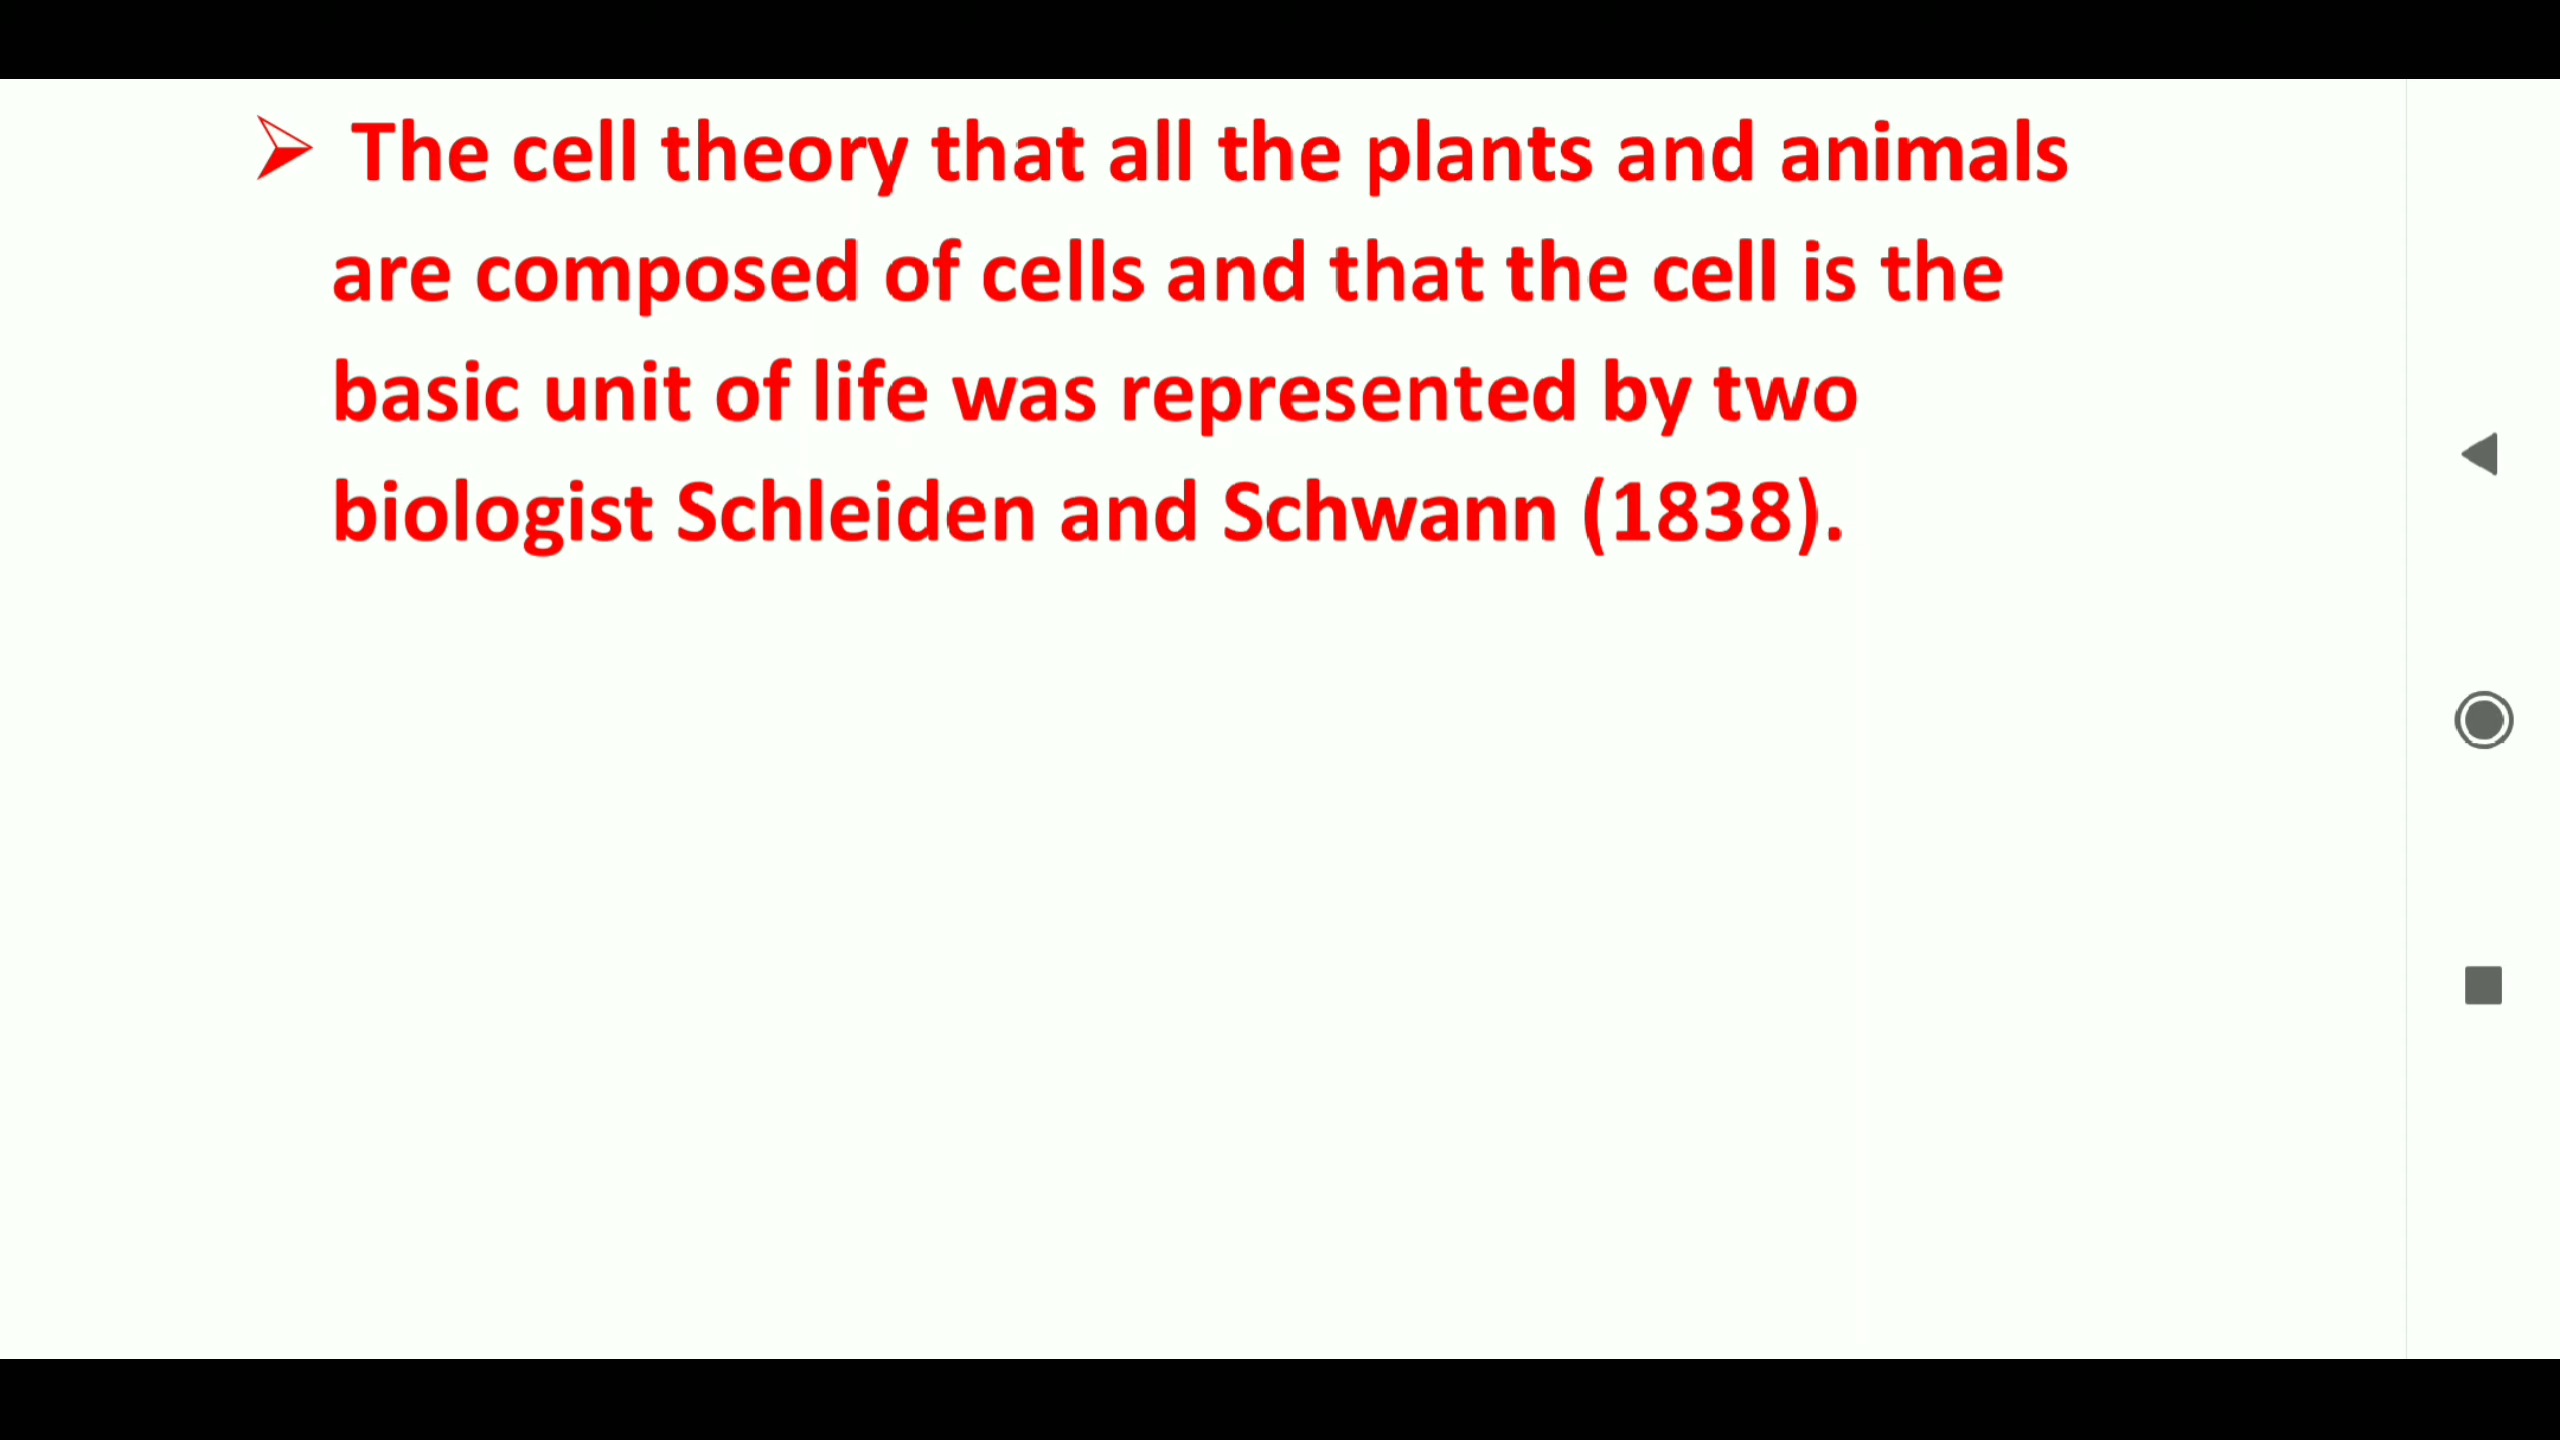 ➢ The cell theory that all the plants and animals
are composed of cells and that the cell is the
basic unit of life was represented by two
biologist Schleiden and Schwann (1838).